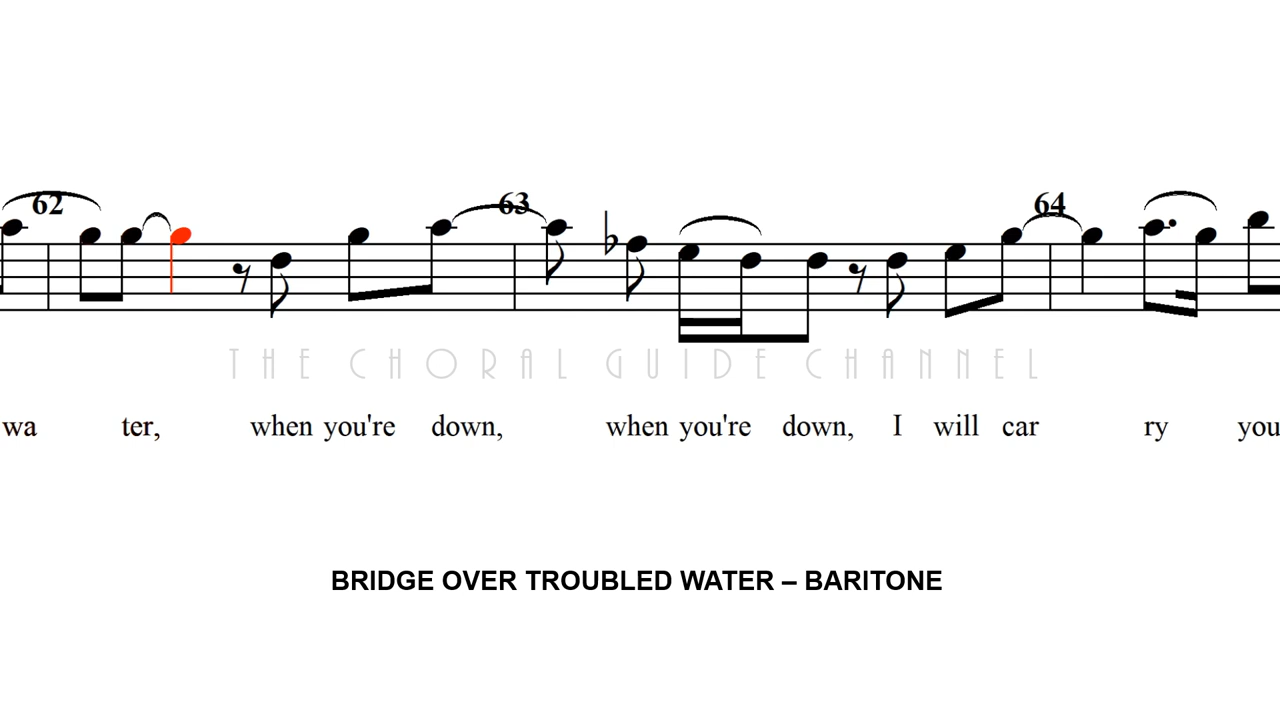 62 63 64
THE CHORAL GUIDE CHANNEL
wa ter, when you're down, when you're down, I will car ry you
BRIDGE OVER TROUBLED WATER – BARITONE